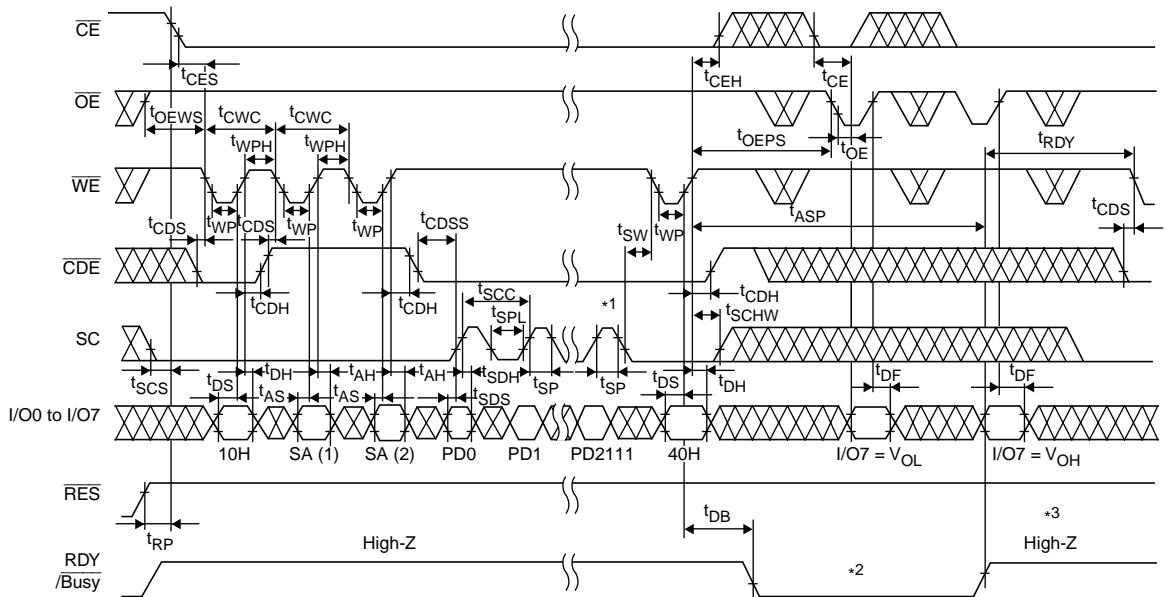 CE
tCES tCEH tCE
OE
tOEWS tCWC tCWC tOEPS tOE tRDY
tWPH tWPH
WE
tCDS tWP tCDS tWP tWP tCDSS tSW tWP tASP tCDS
CDE
tCDH tCDH tSCC *1 tCDH
tSPL tSCHW
SC
tSCS tDS tDH tAS tAH tAH tSDH tSDS tSP tSP tDS tDH tDF tDF
I/O0 to I/O7
10H SA (1) SA (2) PD0 PD1 PD2111 40H I/O7 = VOL I/O7 = VOH
RES
tRP tDB *3
RDY
/Busy
High-Z *2 High-Z